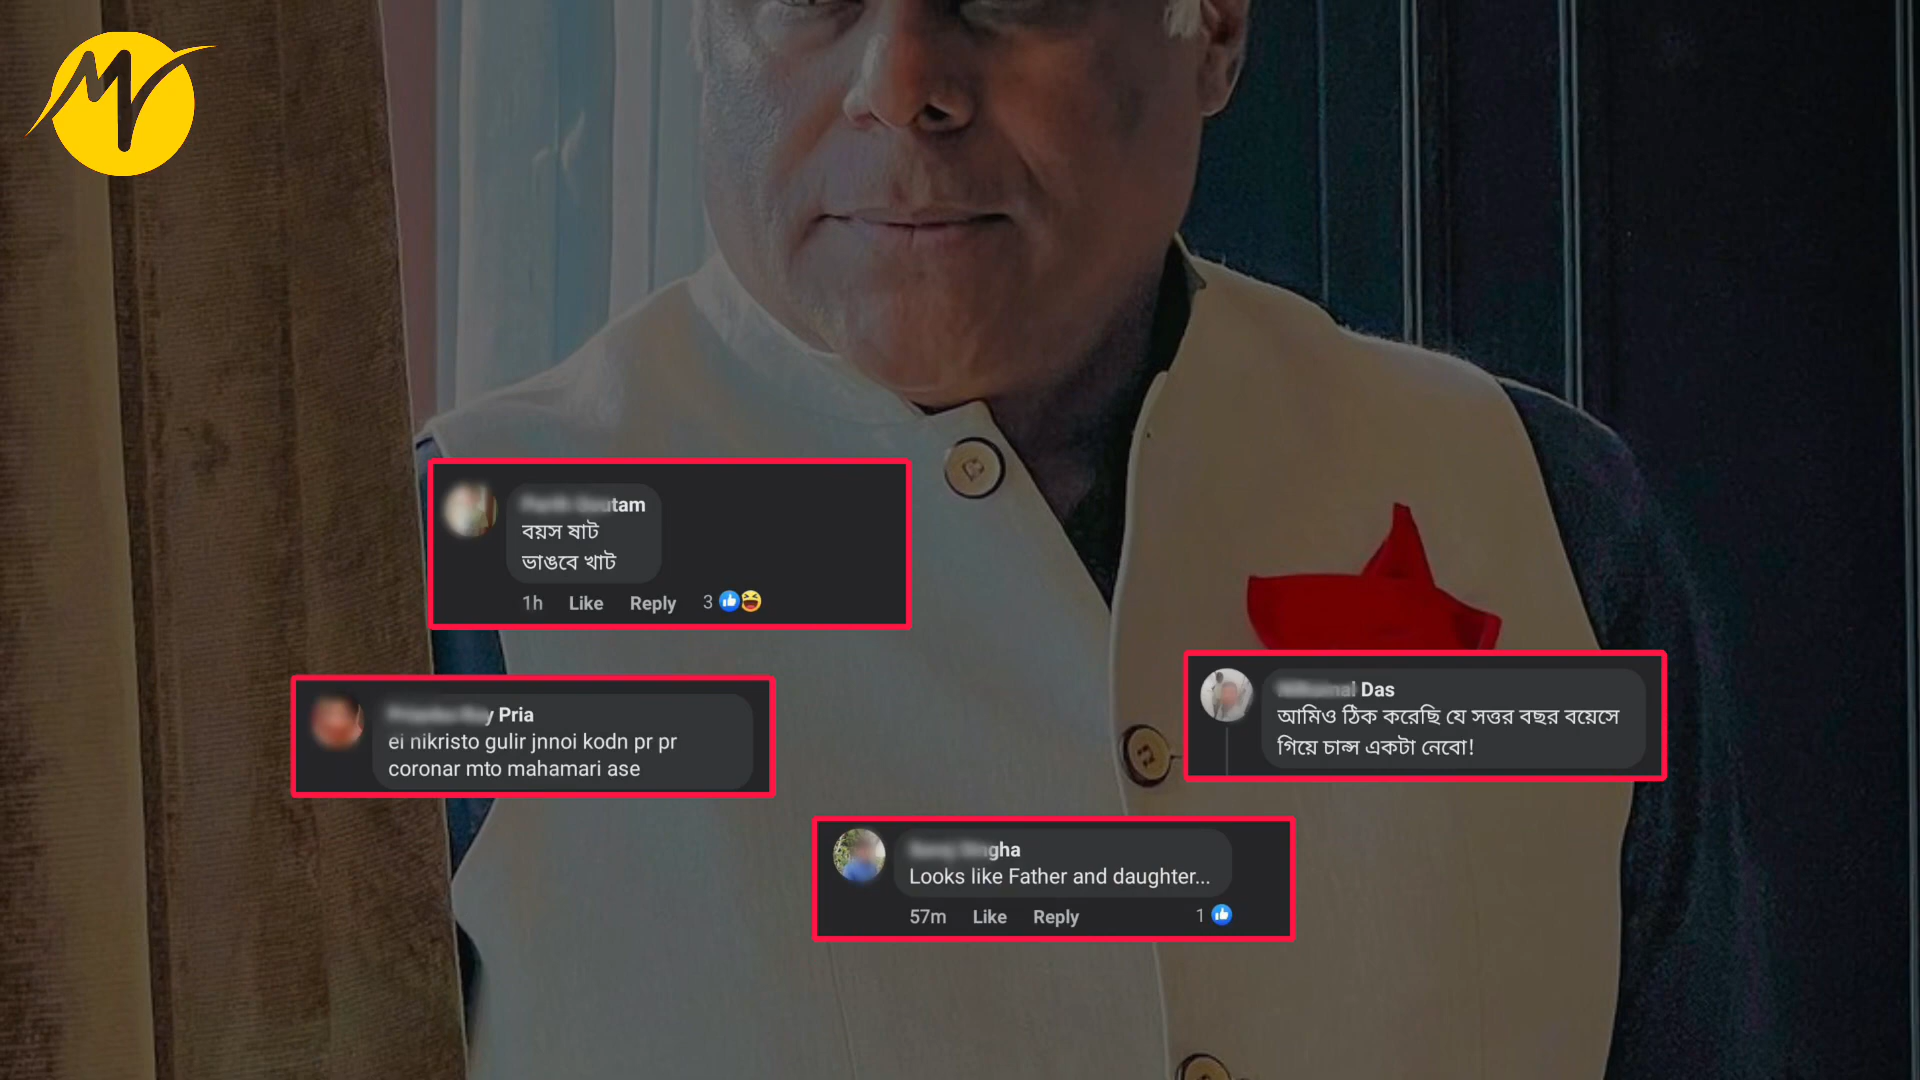 utam
বয়স ষাট
ভাঙবে খাট
1h Like Reply 3
y Pria
ei nikristo gulir jnnoi kodn pr pr
coronar mto mahamari ase
Das
আমিও ঠিক করেছি যে সত্তর বছর বয়েসে
গিয়ে চান্স একটা নেবো!
gha
Looks like Father and daughter...
57m Like Reply 1